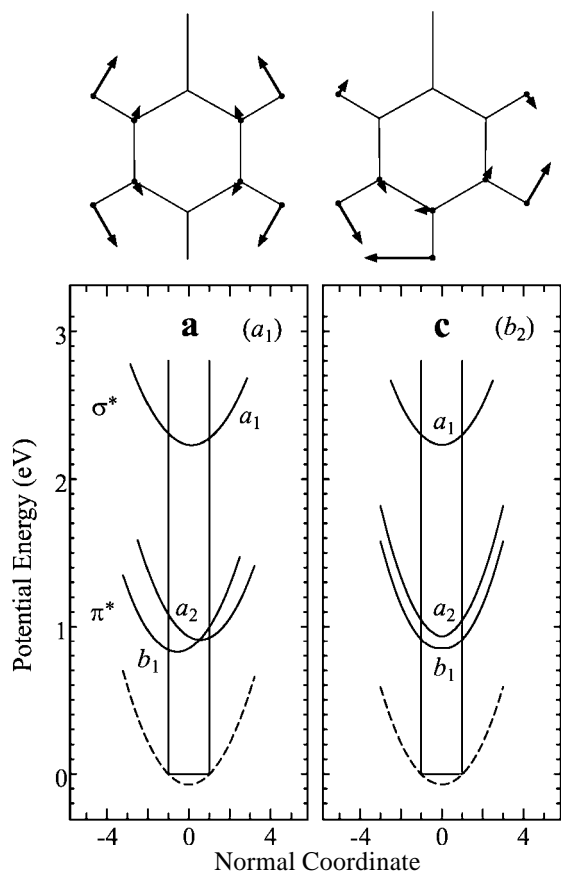 a (a₁)
c (b₂)
3
σ*
a₁
a₁
2
Potential Energy (eV)
π*
a₂
a₂
1
b₁
b₁
0
-4 0 4
-4 0 4
Normal Coordinate